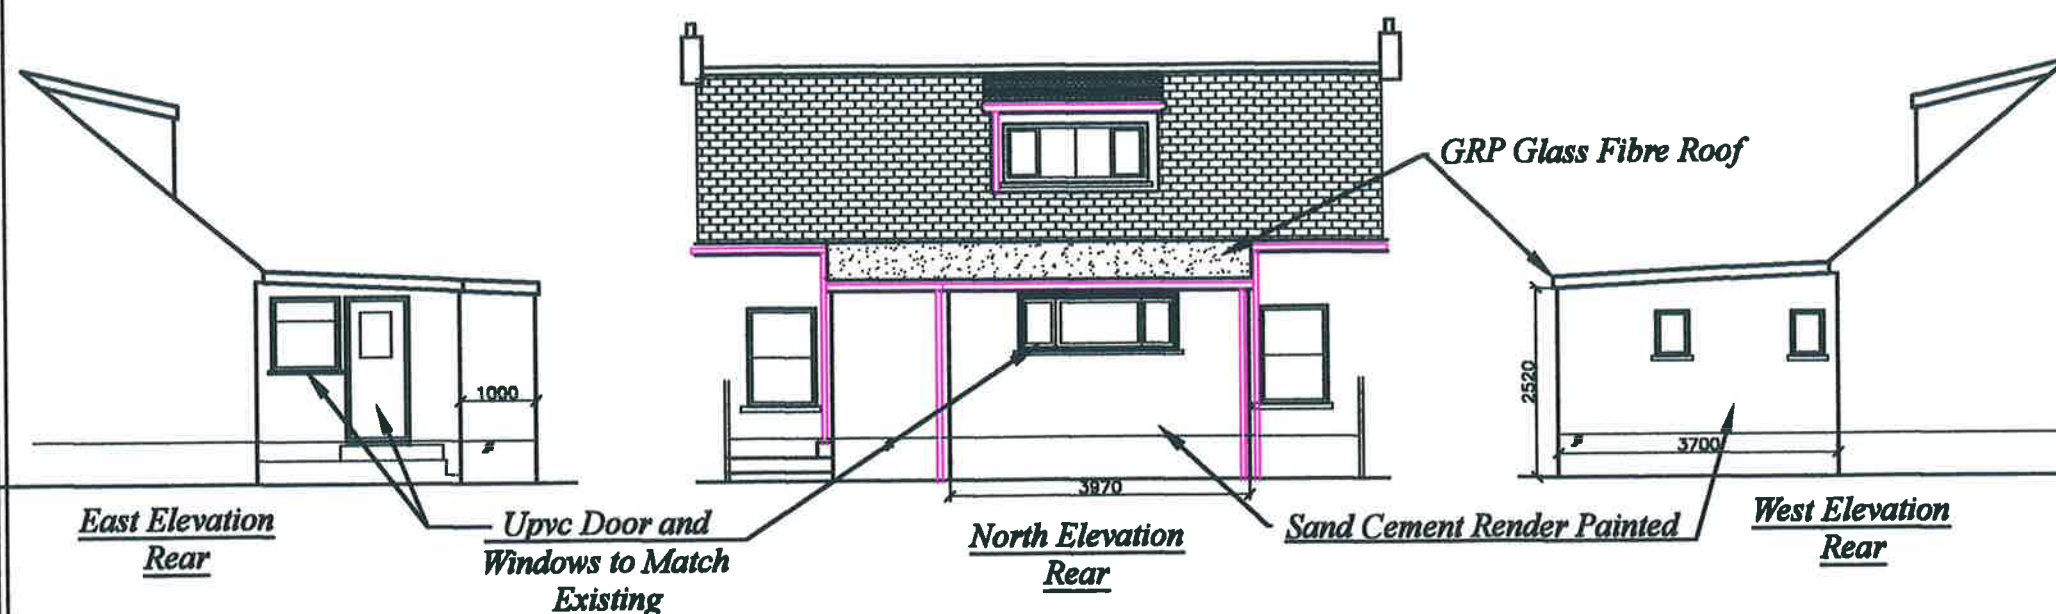 GRP Glass Fibre Roof
1000
2520
3700
3970
East Elevation
Rear
Upvc Door and
Windows to Match
Existing
North Elevation
Rear
Sand Cement Render Painted
West Elevation
Rear